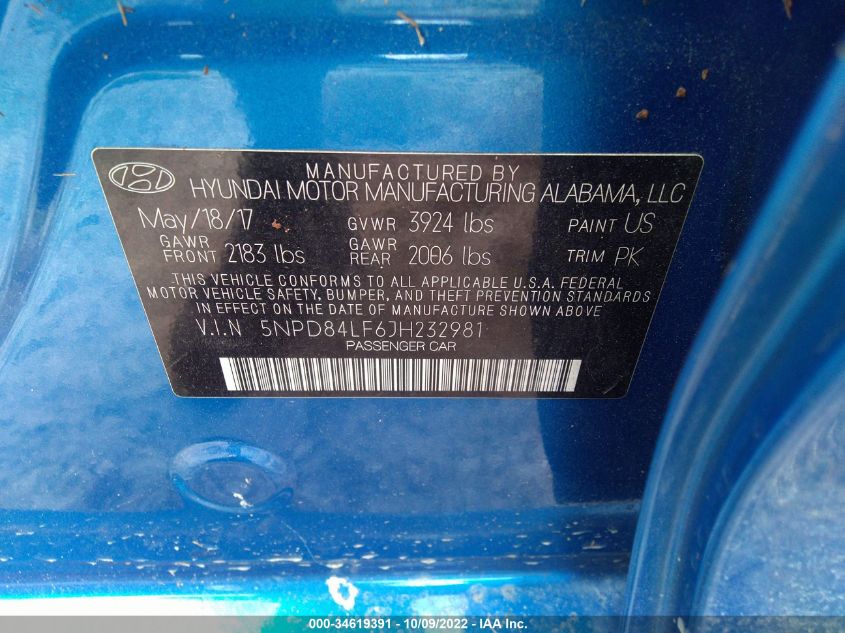 MANUFACTURED BY
HYUNDAI MOTOR MANUFACTURING ALABAMA, LLC
May/18/17 GVWR 3924 lbs PAINT US
GAWR FRONT 2183 lbs GAWR REAR 2006 lbs TRIM PK
THIS VEHICLE CONFORMS TO ALL APPLICABLE U.S.A. FEDERAL
MOTOR VEHICLE SAFETY, BUMPER, AND THEFT PREVENTION STANDARDS
IN EFFECT ON THE DATE OF MANUFACTURE SHOWN ABOVE
V.I.N 5NPD84LF6JH232981
PASSENGER CAR
000-34619391 - 10/09/2022 - IAA Inc.